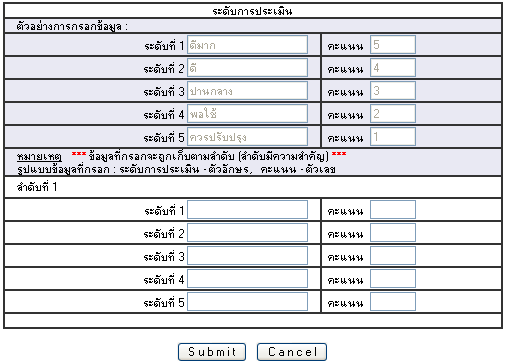 ระดับการประเมิน
ตัวอย่างการกรอกข้อมูล :
ระดับที่ 1 ดีมาก คะแนน 5
ระดับที่ 2 ดี คะแนน 4
ระดับที่ 3 ปานกลาง คะแนน 3
ระดับที่ 4 พอใช้ คะแนน 2
ระดับที่ 5 ควรปรับปรุง คะแนน 1
หมายเหตุ *** ข้อมูลที่กรอกจะถูกเก็บตามลำดับ (ลำดับมีความสำคัญ) ***
รูปแบบข้อมูลที่กรอก : ระดับการประเมิน - ตัวอักษร, คะแนน - ตัวเลข
ลำดับที่ 1
ระดับที่ 1 คะแนน
ระดับที่ 2 คะแนน
ระดับที่ 3 คะแนน
ระดับที่ 4 คะแนน
ระดับที่ 5 คะแนน
Submit Cancel